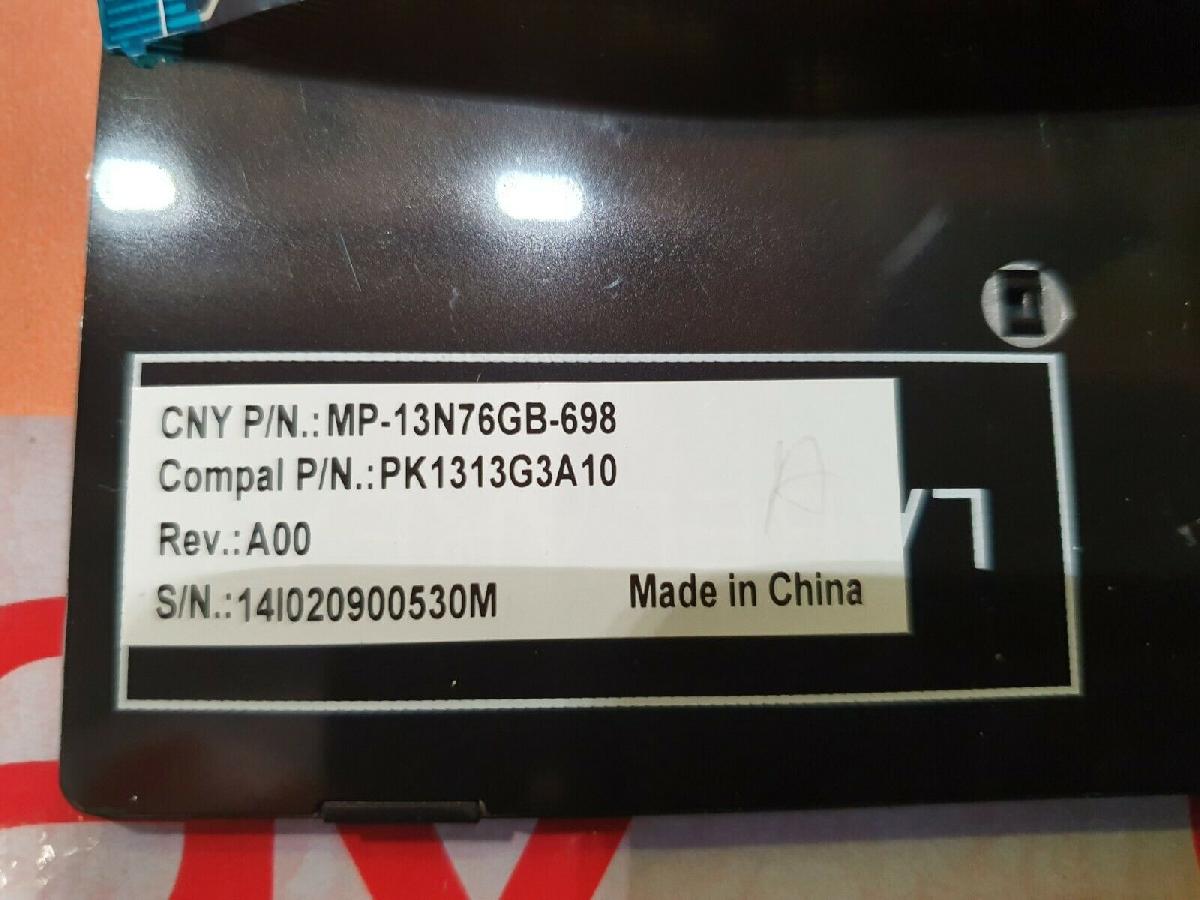 CNY P/N.:MP-13N76GB-698
Compal P/N.:PK1313G3A10
Rev.:A00
S/N.:14I020900530M
Made in China